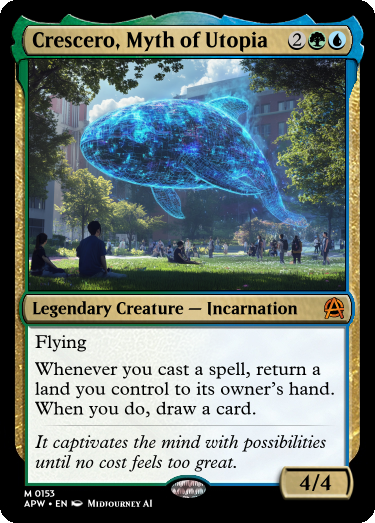 Crescero, Myth of Utopia 2
Legendary Creature — Incarnation
Flying
Whenever you cast a spell, return a
land you control to its owner's hand.
When you do, draw a card.
It captivates the mind with possibilities
until no cost feels too great.
4/4
M 0153
APW • EN Midjourney AI